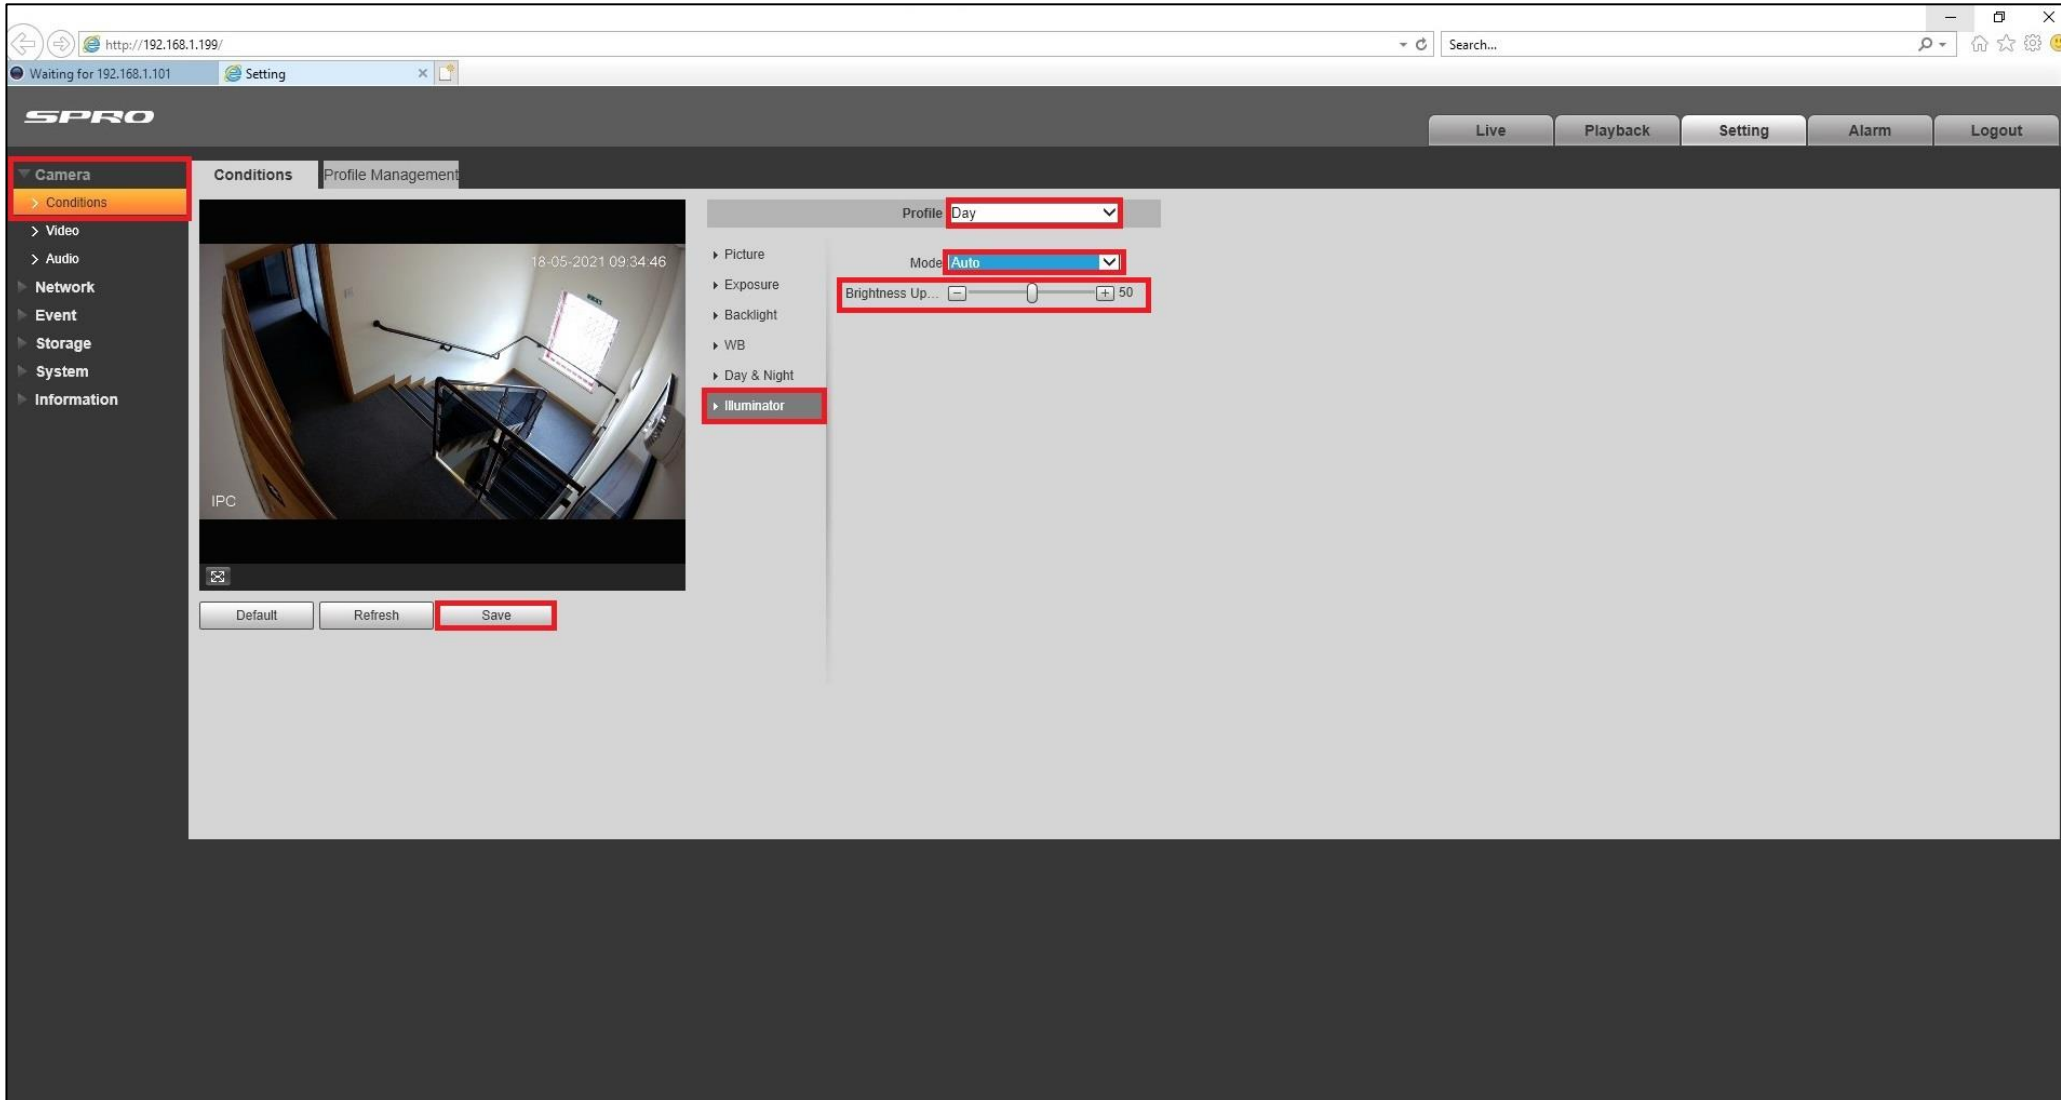 http://192.168.1.199/
Search...
Waiting for 192.168.1.101
Setting
SPRO
Live
Playback
Setting
Alarm
Logout
Camera
Conditions
Video
Audio
Network
Event
Storage
System
Information
Conditions
Profile Management
18-05-2021 09:34:46
IPC
Default
Refresh
Save
Profile Day
Picture
Exposure
Backlight
WB
Day & Night
Illuminator
Mode Auto
Brightness Up... 50